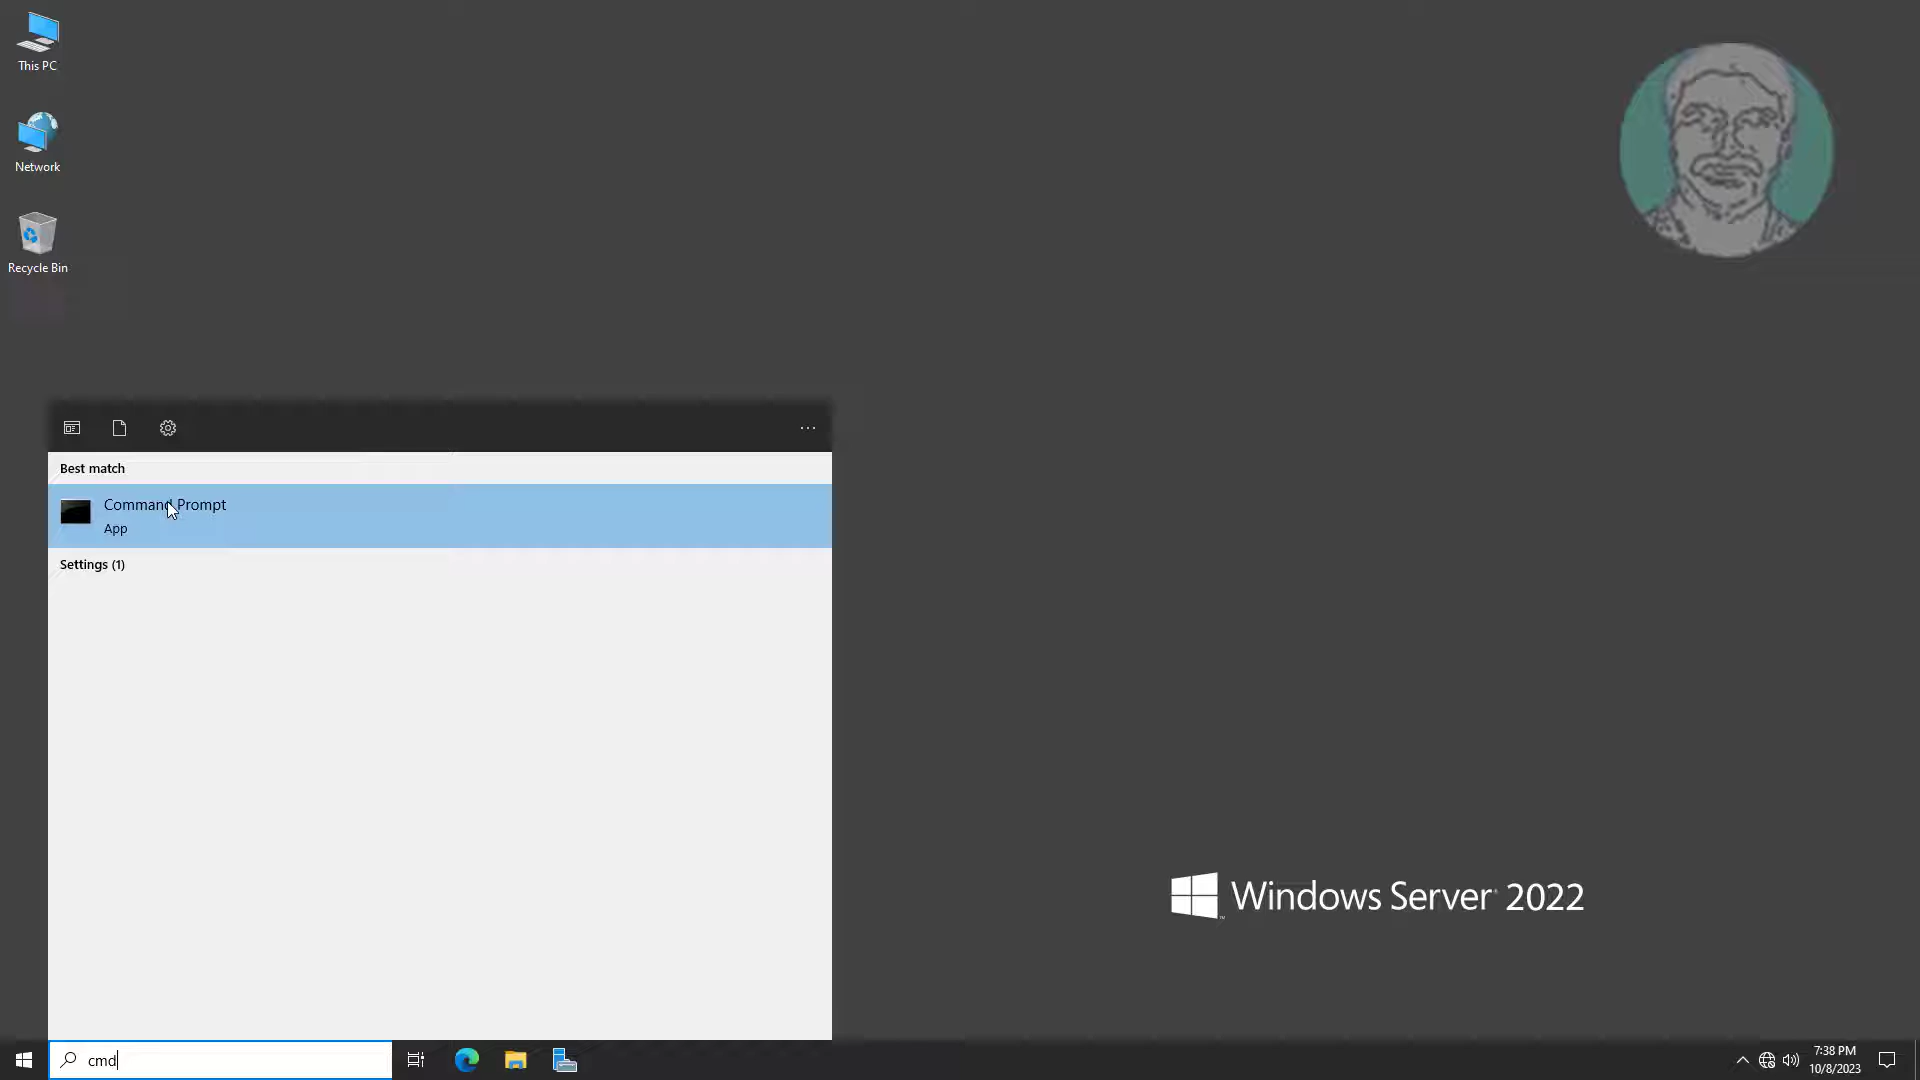 This PC
Network
Recycle Bin
...
Best match
Command Prompt
App
Settings (1)
Windows Server 2022
cmd
7:38 PM
10/8/2023